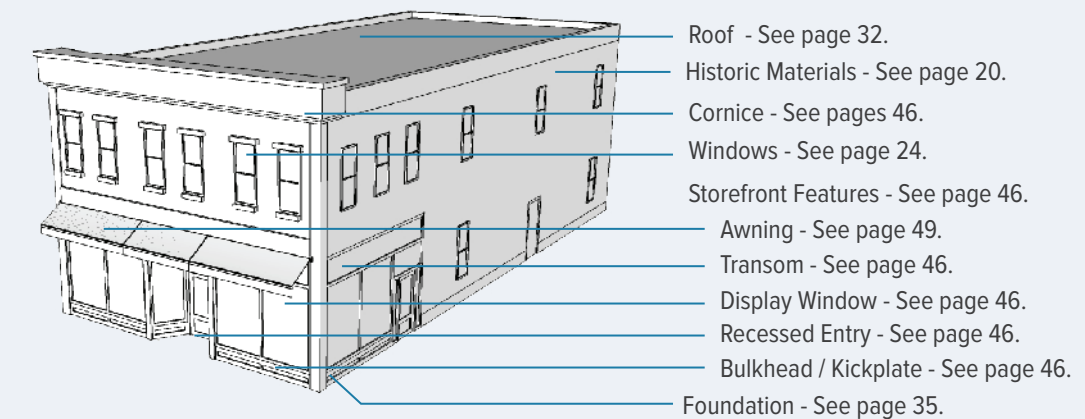 Roof - See page 32.
Historic Materials - See page 20.
Cornice - See pages 46.
Windows - See page 24.
Storefront Features - See page 46.
Awning - See page 49.
Transom - See page 46.
Display Window - See page 46.
Recessed Entry - See page 46.
Bulkhead / Kickplate - See page 46.
Foundation - See page 35.